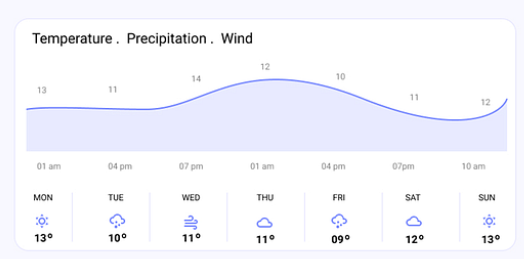 Temperature . Precipitation . Wind
13 11 14 12 10 11 12
01 am 04 pm 07 pm 01 am 04 pm 07pm 10 am
MON TUE WED THU FRI SAT SUN
13° 10° 11° 11° 09° 12° 13°